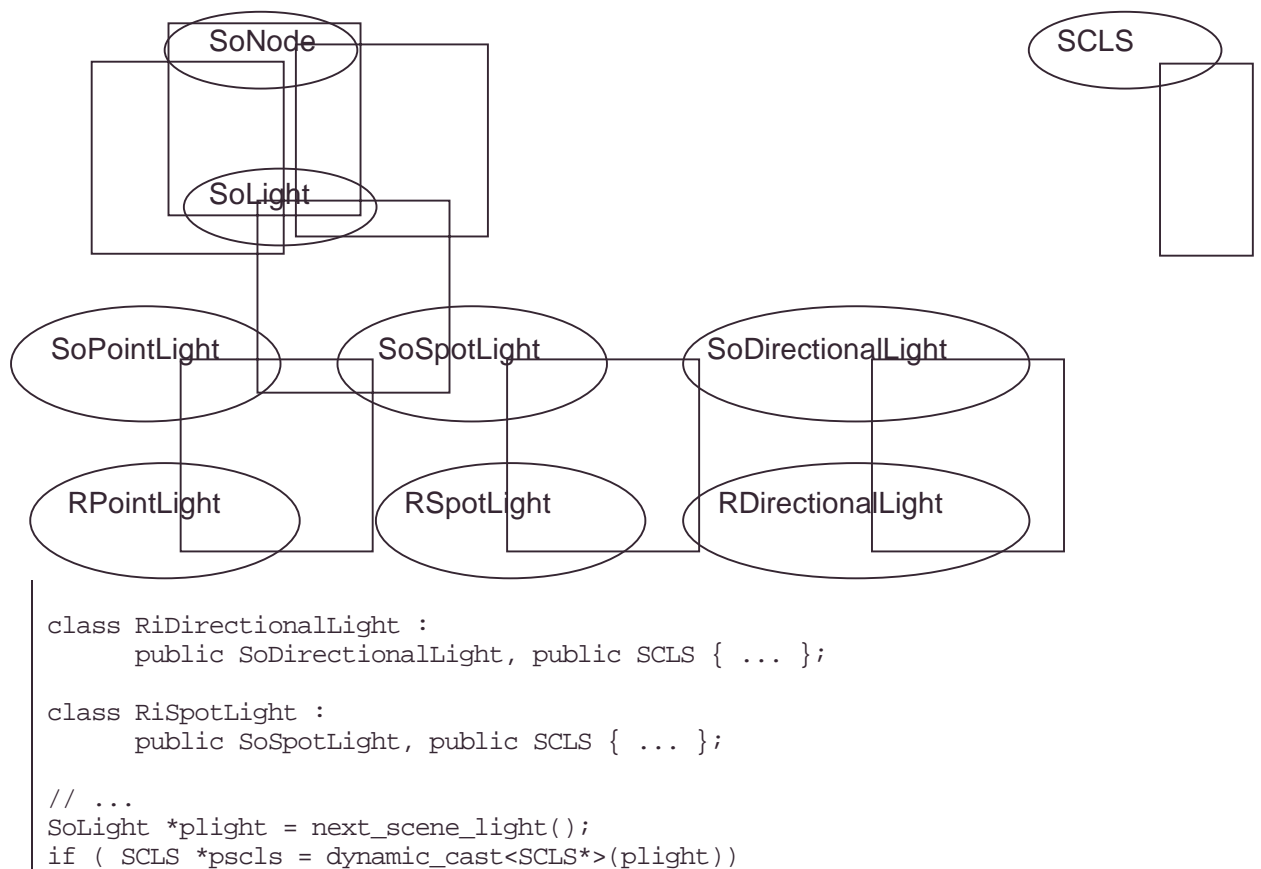 SoNode SCLS
SoLight
SoPointLight SoSpotLight SoDirectionalLight
RPointLight RSpotLight RDirectionalLight
class RiDirectionalLight :
public SoDirectionalLight, public SCLS { ... };
class RiSpotLight :
public SoSpotLight, public SCLS { ... };
// ...
SoLight *plight = next_scene_light();
if ( SCLS *pscls = dynamic_cast<SCLS*>(plight))